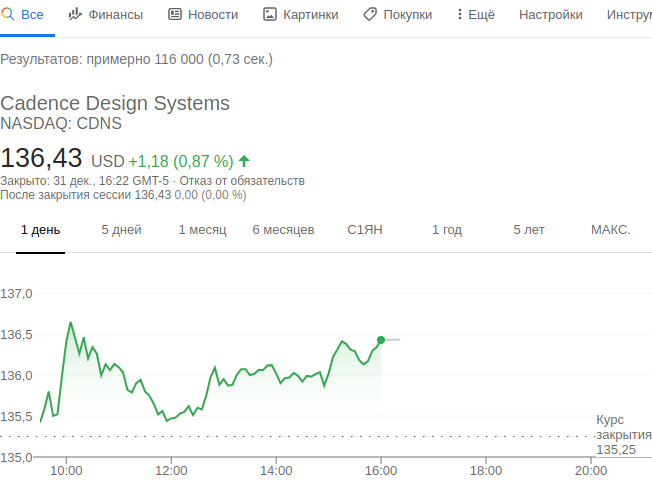 Все Финансы Новости Картинки Покупки Ещё Настройки Инстру
Результатов: примерно 116 000 (0,73 сек.)
Cadence Design Systems
NASDAQ: CDNS
136,43 USD +1,18 (0,87 %)
Закрыто: 31 дек., 16:22 GMT-5 · Отказ от обязательств
После закрытия сессии 136,43 0,00 (0,00 %)
1 день 5 дней 1 месяц 6 месяцев С1ЯН 1 год 5 лет МАКС.
137,0
136,5
136,0
135,5
Курс
закрытия
135,25
135,0
10:00 12:00 14:00 16:00 18:00 20:00